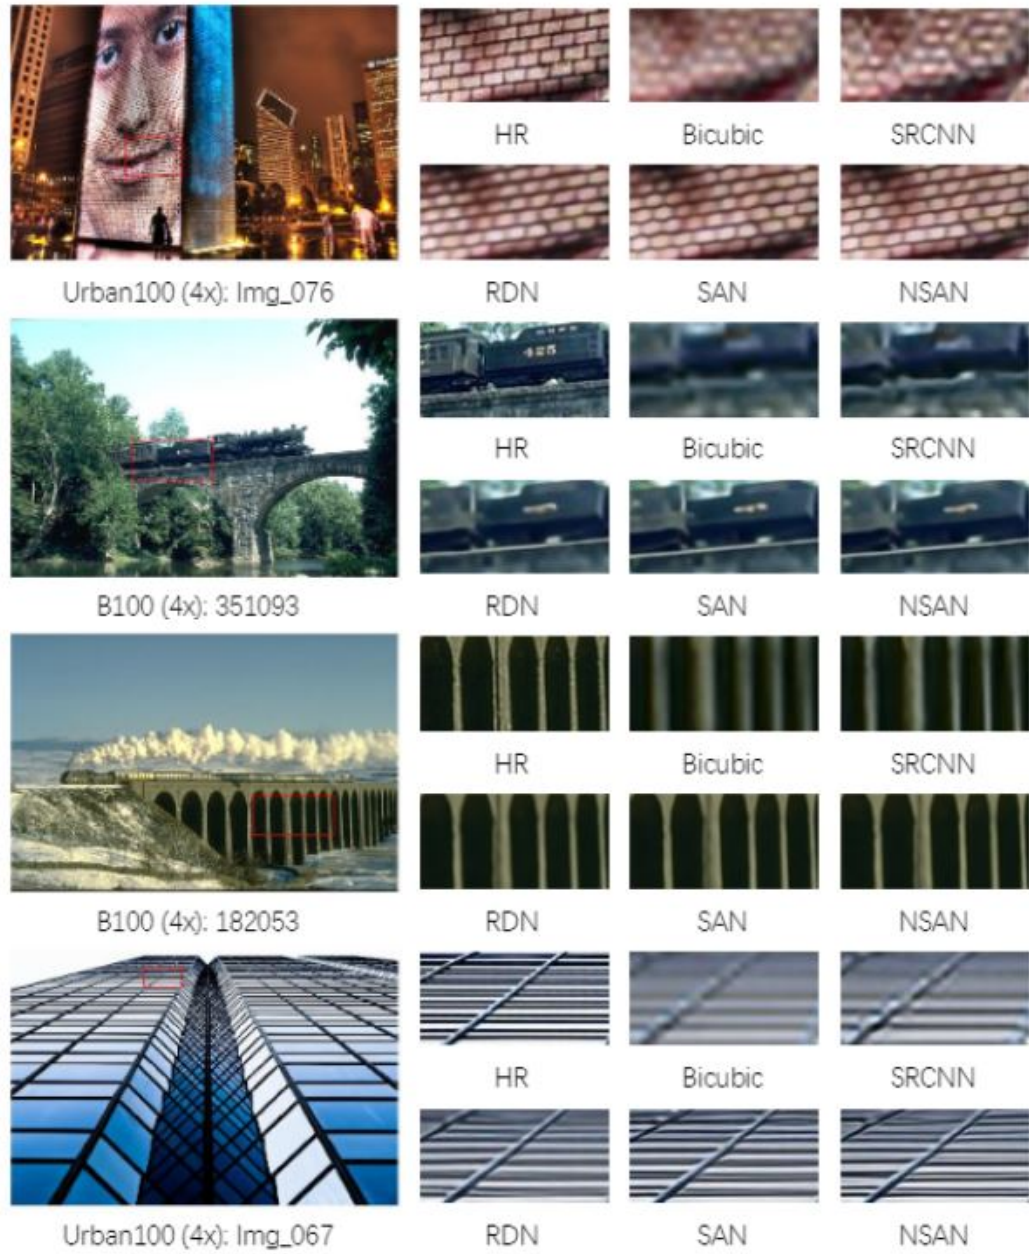 HR Bicubic SRCNN
Urban100 (4x): Img_076 RDN SAN NSAN
425
HR Bicubic SRCNN
B100 (4x): 351093 RDN SAN NSAN
HR Bicubic SRCNN
B100 (4x): 182053 RDN SAN NSAN
HR Bicubic SRCNN
Urban100 (4x): Img_067 RDN SAN NSAN